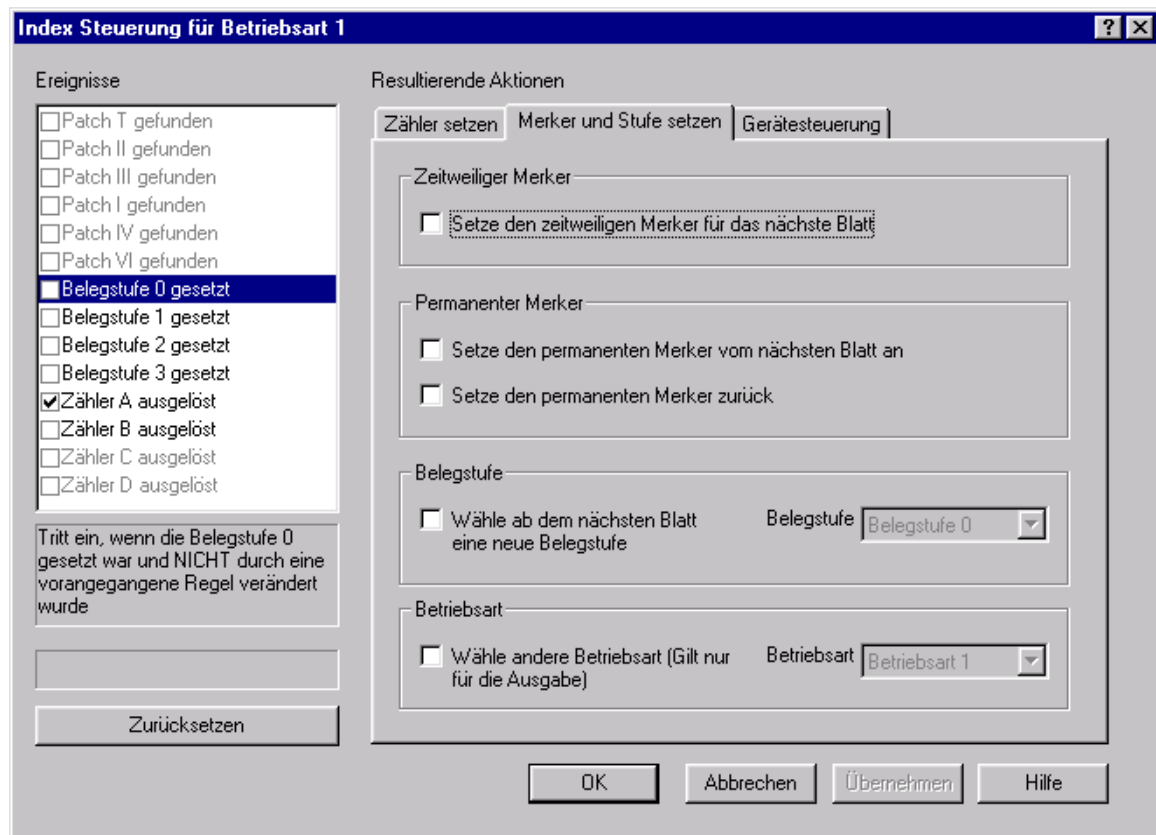 Index Steuerung für Betriebsart 1
Ereignisse
Patch T gefunden
Patch II gefunden
Patch III gefunden
Patch I gefunden
Patch IV gefunden
Patch VI gefunden
Belegstufe 0 gesetzt
Belegstufe 1 gesetzt
Belegstufe 2 gesetzt
Belegstufe 3 gesetzt
Zähler A ausgelöst
Zähler B ausgelöst
Zähler C ausgelöst
Zähler D ausgelöst
Tritt ein, wenn die Belegstufe 0
gesetzt war und NICHT durch eine
vorangegangene Regel verändert
wurde
Zurücksetzen
Resultierende Aktionen
Zähler setzen
Merker und Stufe setzen
Gerätesteuerung
Zeitweiliger Merker
Setze den zeitweiligen Merker für das nächste Blatt
Permanenter Merker
Setze den permanenten Merker vom nächsten Blatt an
Setze den permanenten Merker zurück
Belegstufe
Wähle ab dem nächsten Blatt
eine neue Belegstufe
Belegstufe
Belegstufe 0
Betriebsart
Wähle andere Betriebsart (Gilt nur
für die Ausgabe)
Betriebsart
Betriebsart 1
OK
Abbrechen
Übernehmen
Hilfe